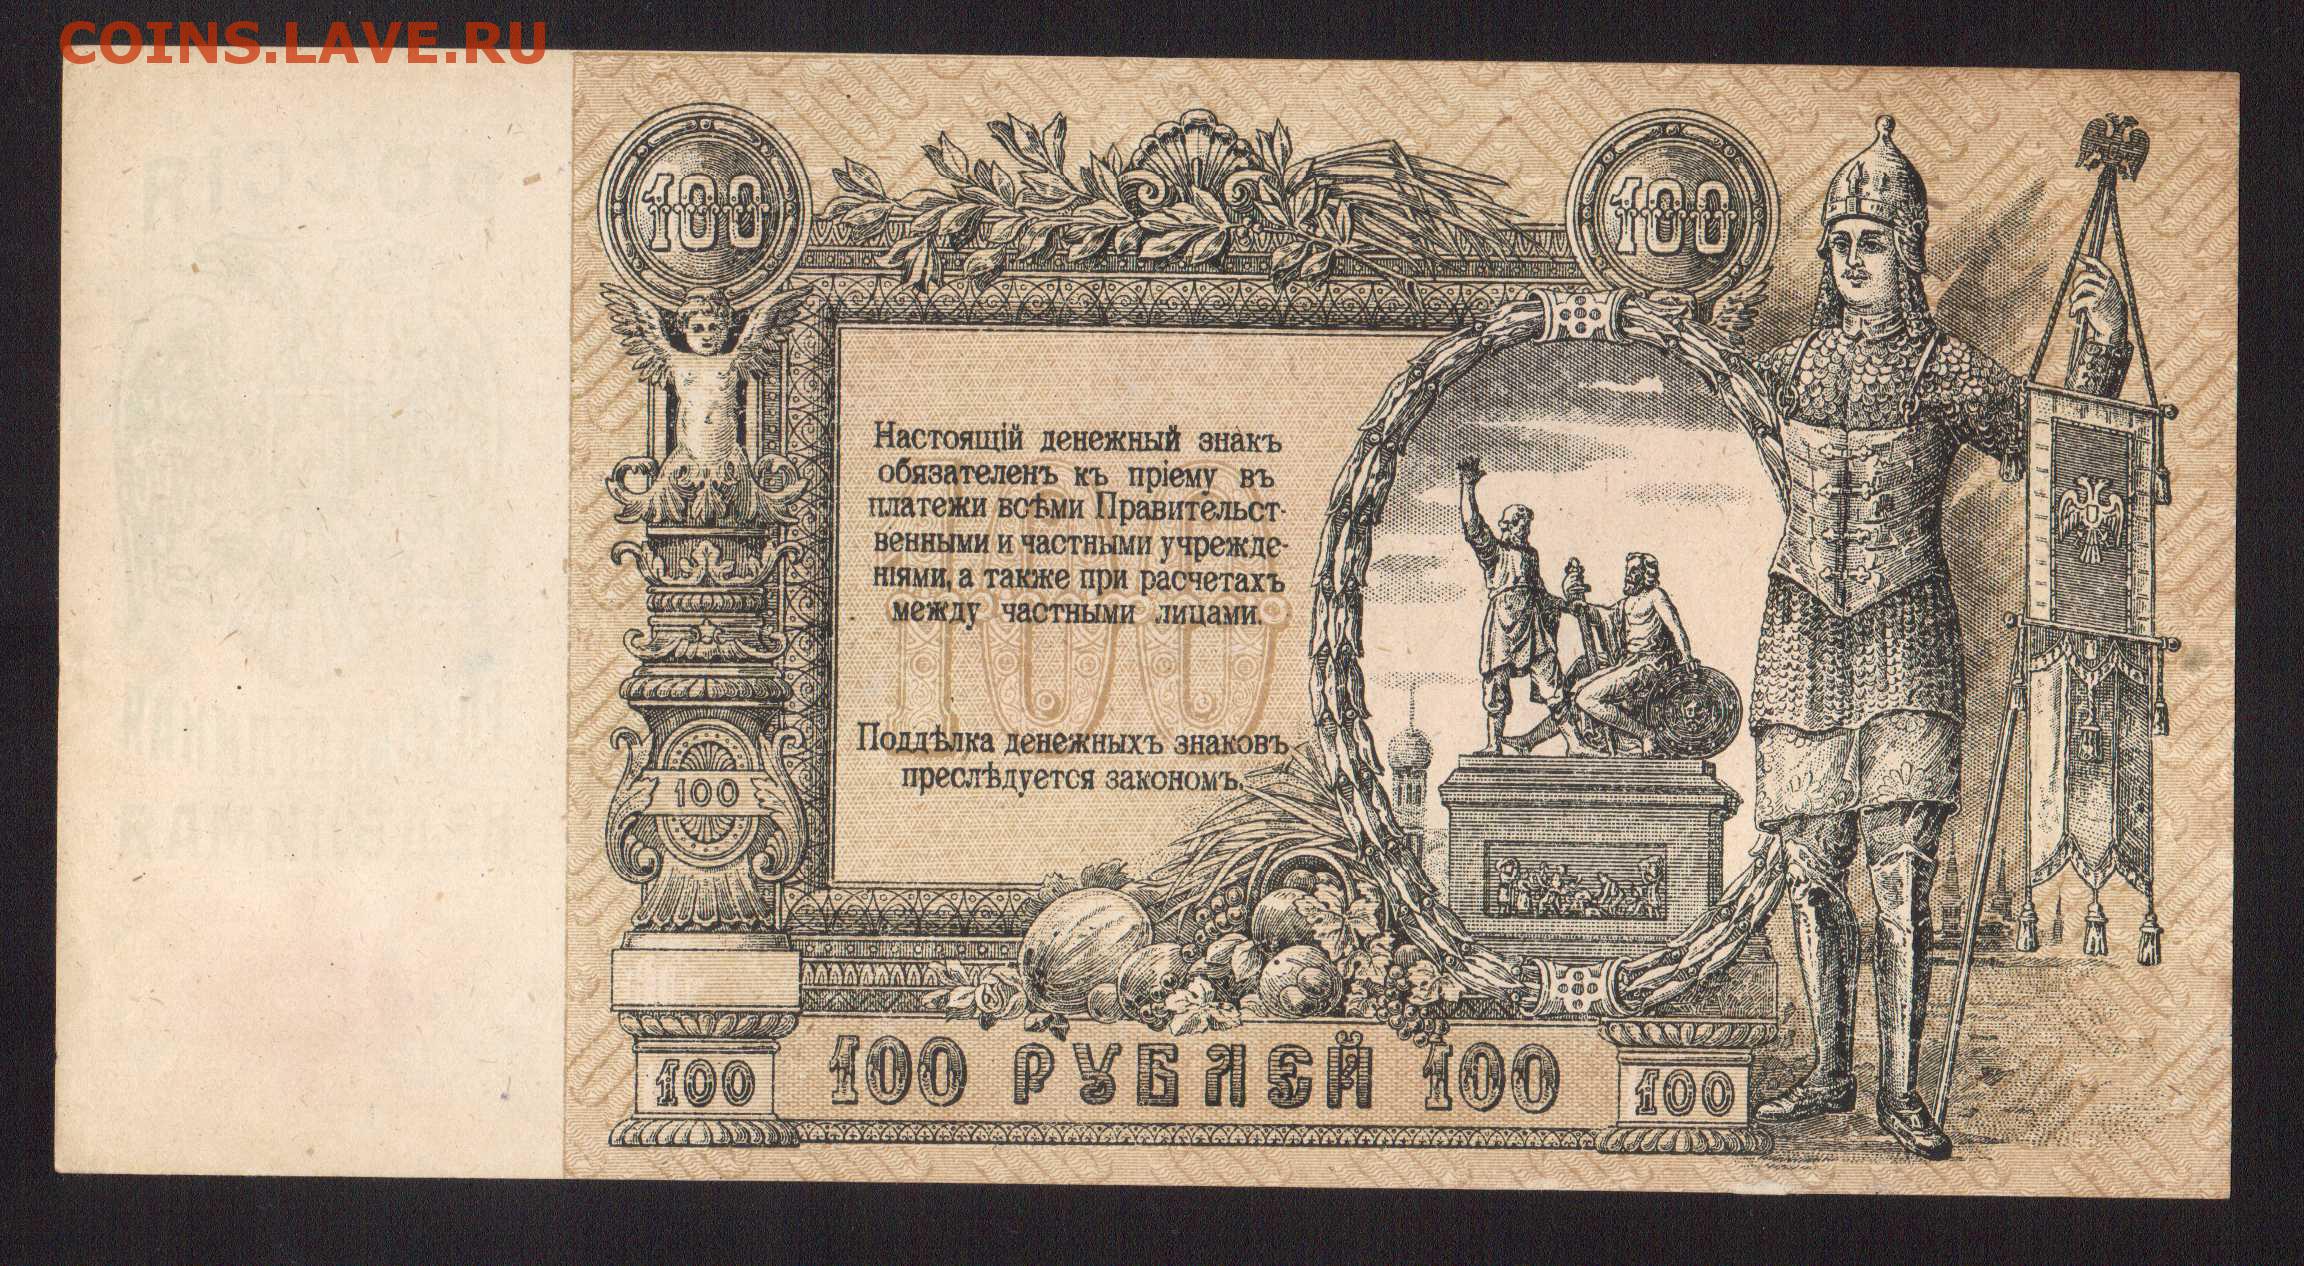 COINS.LAVE.RU
100 100
Настоящій денежный знакъ
обязателенъ къ пріему въ
платежи всѣми Правительст-
венными и частными учрежде-
ніями, а также при расчетахъ
между частными лицами.
100
Поддѣлка денежныхъ знаковъ
преслѣдуется закономъ.
100
100 100 РУБЛЕЙ 100 100